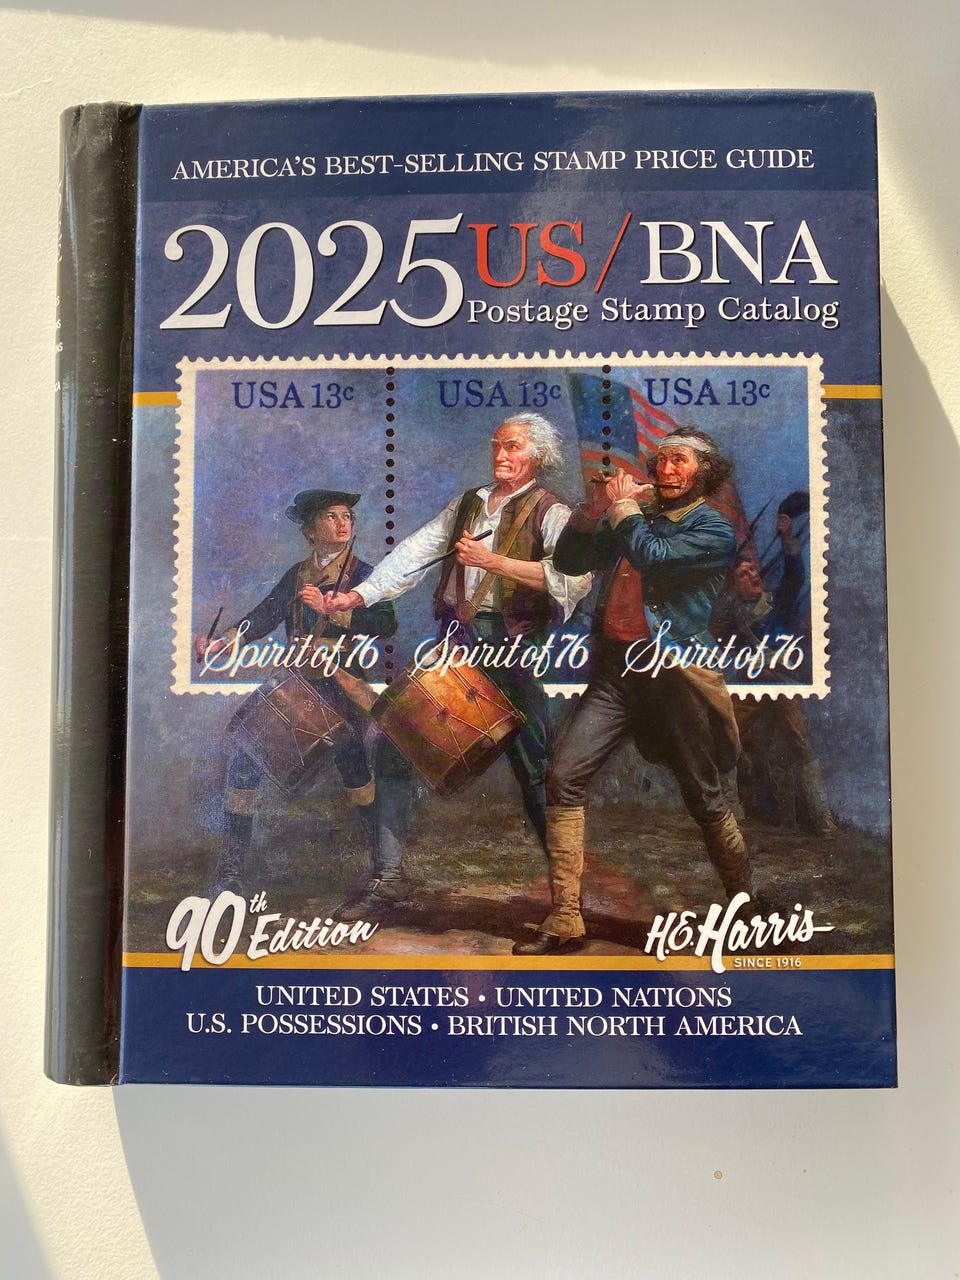 AMERICA'S BEST-SELLING STAMP PRICE GUIDE
2025 US/BNA
Postage Stamp Catalog
USA 13c USA 13c USA 13c
Spirit of 76 Spirit of 76 Spirit of 76
90th Edition
H.E. Harris
SINCE 1916
UNITED STATES • UNITED NATIONS
U.S. POSSESSIONS • BRITISH NORTH AMERICA